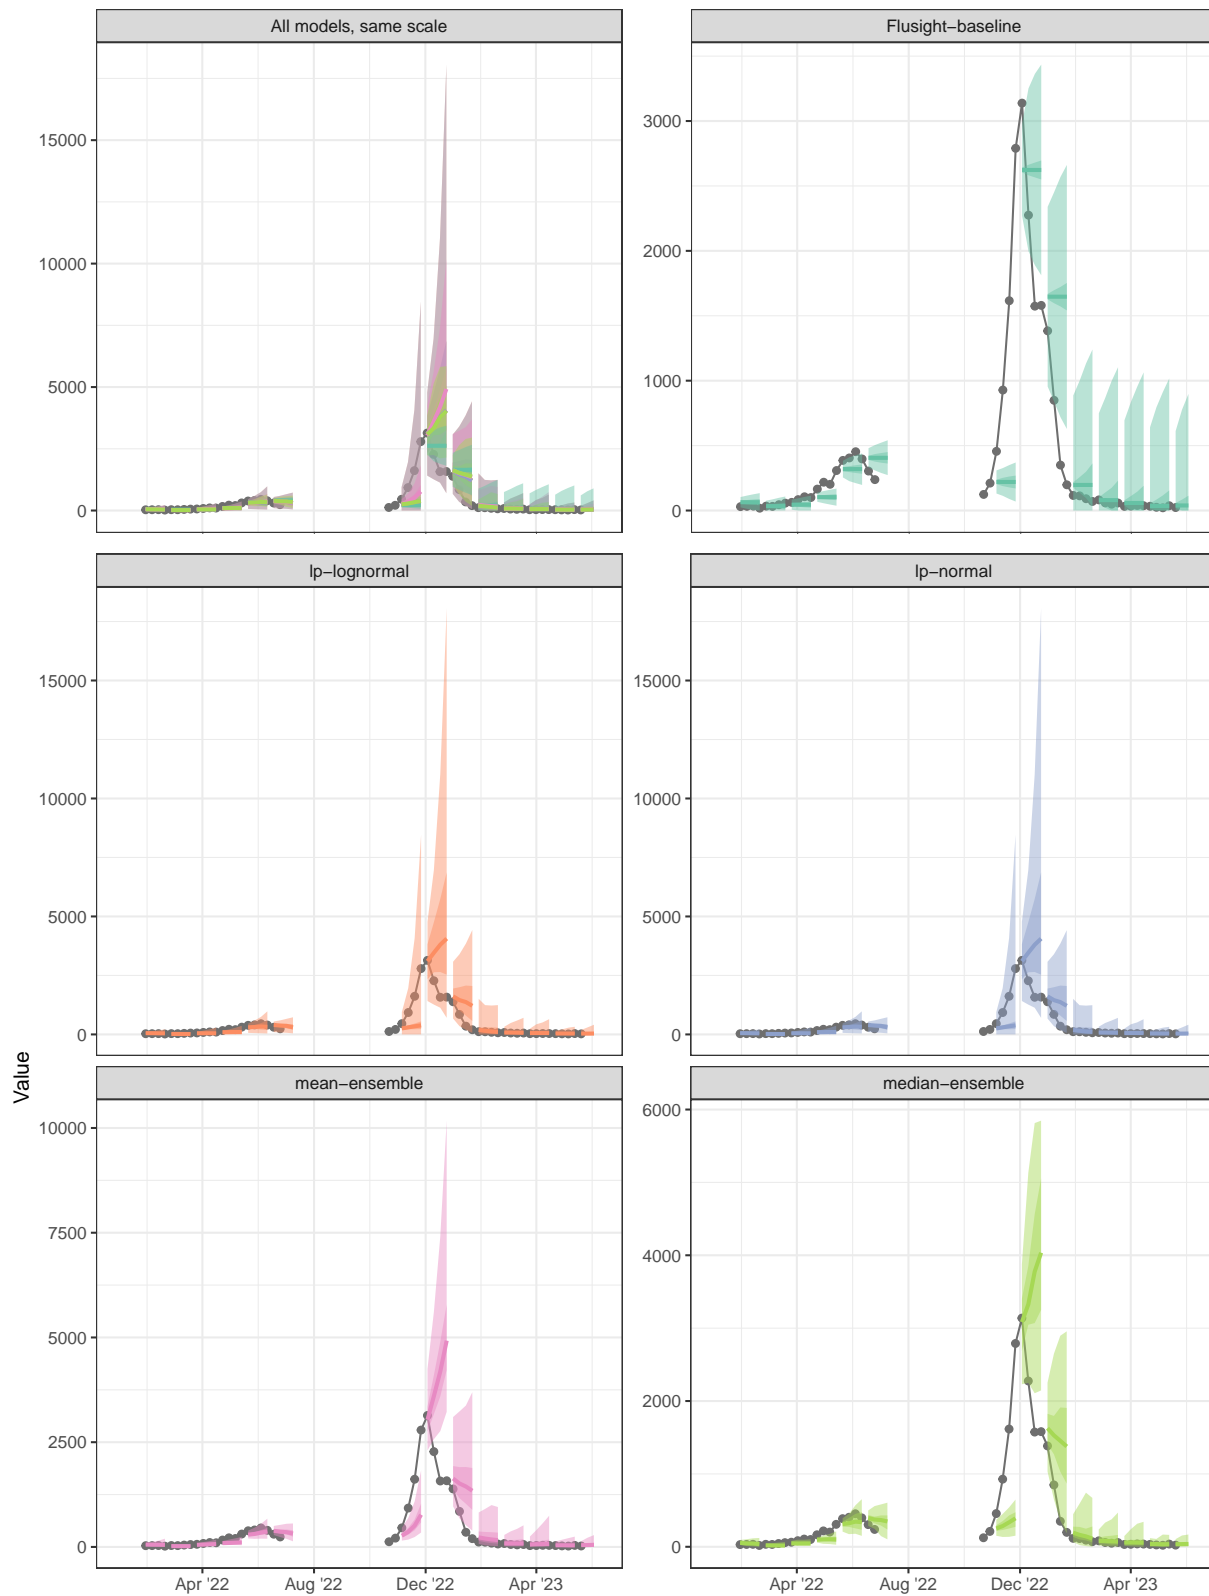 All models, same scale
Flusight−baseline
15000
10000
5000
0
3000
2000
1000
0
lp−lognormal
lp−normal
15000
10000
5000
0
15000
10000
5000
0
Value
mean−ensemble
median−ensemble
10000
7500
5000
2500
0
6000
4000
2000
0
Apr '22
Aug '22
Dec '22
Apr '23
Apr '22
Aug '22
Dec '22
Apr '23